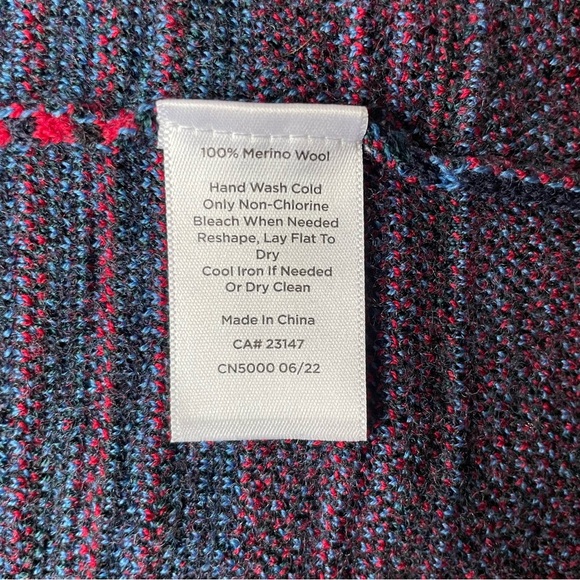 100% Merino Wool
Hand Wash Cold
Only Non-Chlorine
Bleach When Needed
Reshape, Lay Flat To
Dry
Cool Iron If Needed
Or Dry Clean
Made In China
CA# 23147
CN5000 06/22